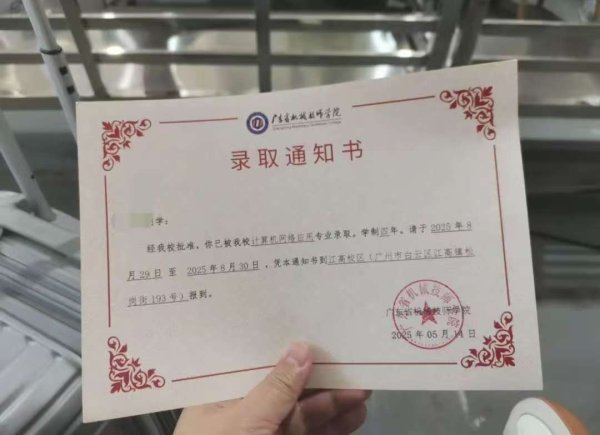 广东省机械技师学院
录取通知书
同学：
经我校批准，你已被我校计算机网络应用专业录取。学制四年。请于 2025 年 8
月 29 日 至 2025 年 8 月 30 日 ，凭本通知书到江高校区（广州市白云区江高镇松
岗街 193 号）报到。
广东省机械技师学院
2025 年 05 月 14 日